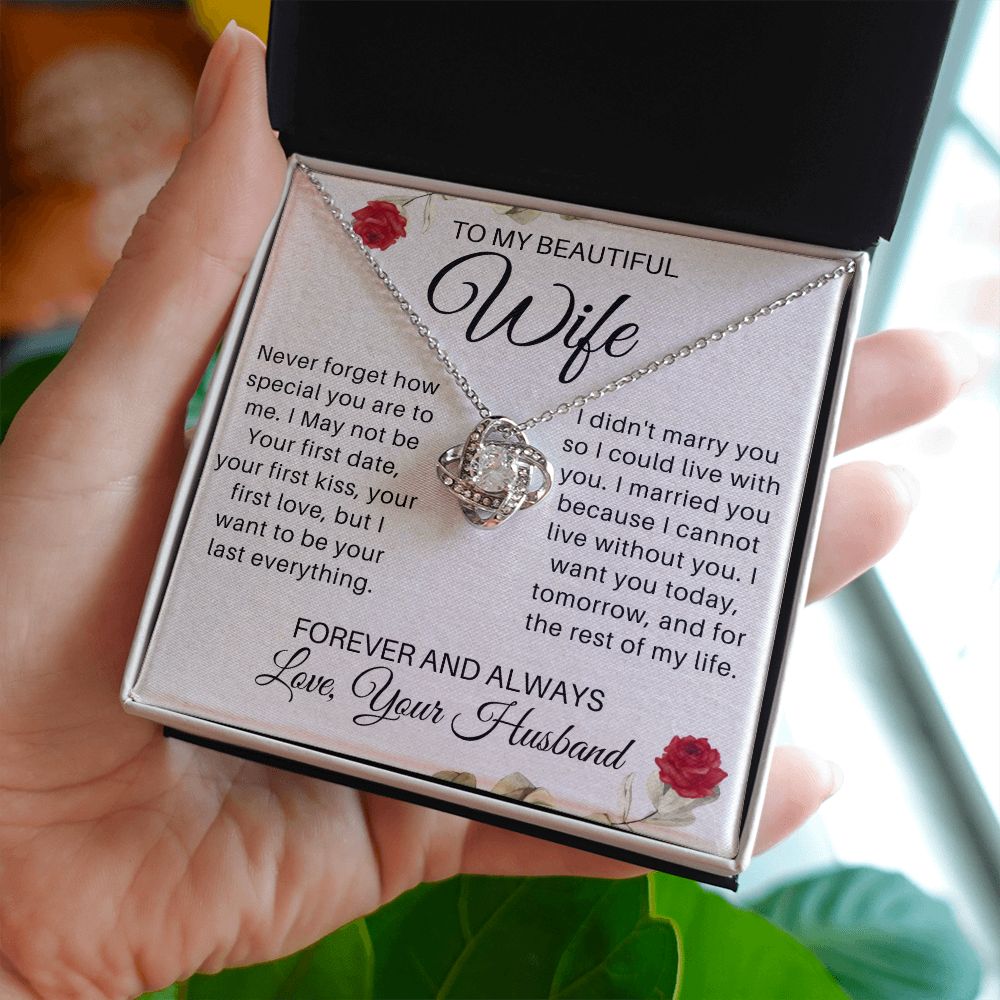 TO MY BEAUTIFUL
Wife
Never forget how
special you are to
me. I May not be
Your first date,
your first kiss, your
first love, but I
want to be your
last everything.
I didn't marry you
so I could live with
you. I married you
because I cannot
live without you. I
want you today,
tomorrow, and for
the rest of my life.
FOREVER AND ALWAYS
Love, Your Husband